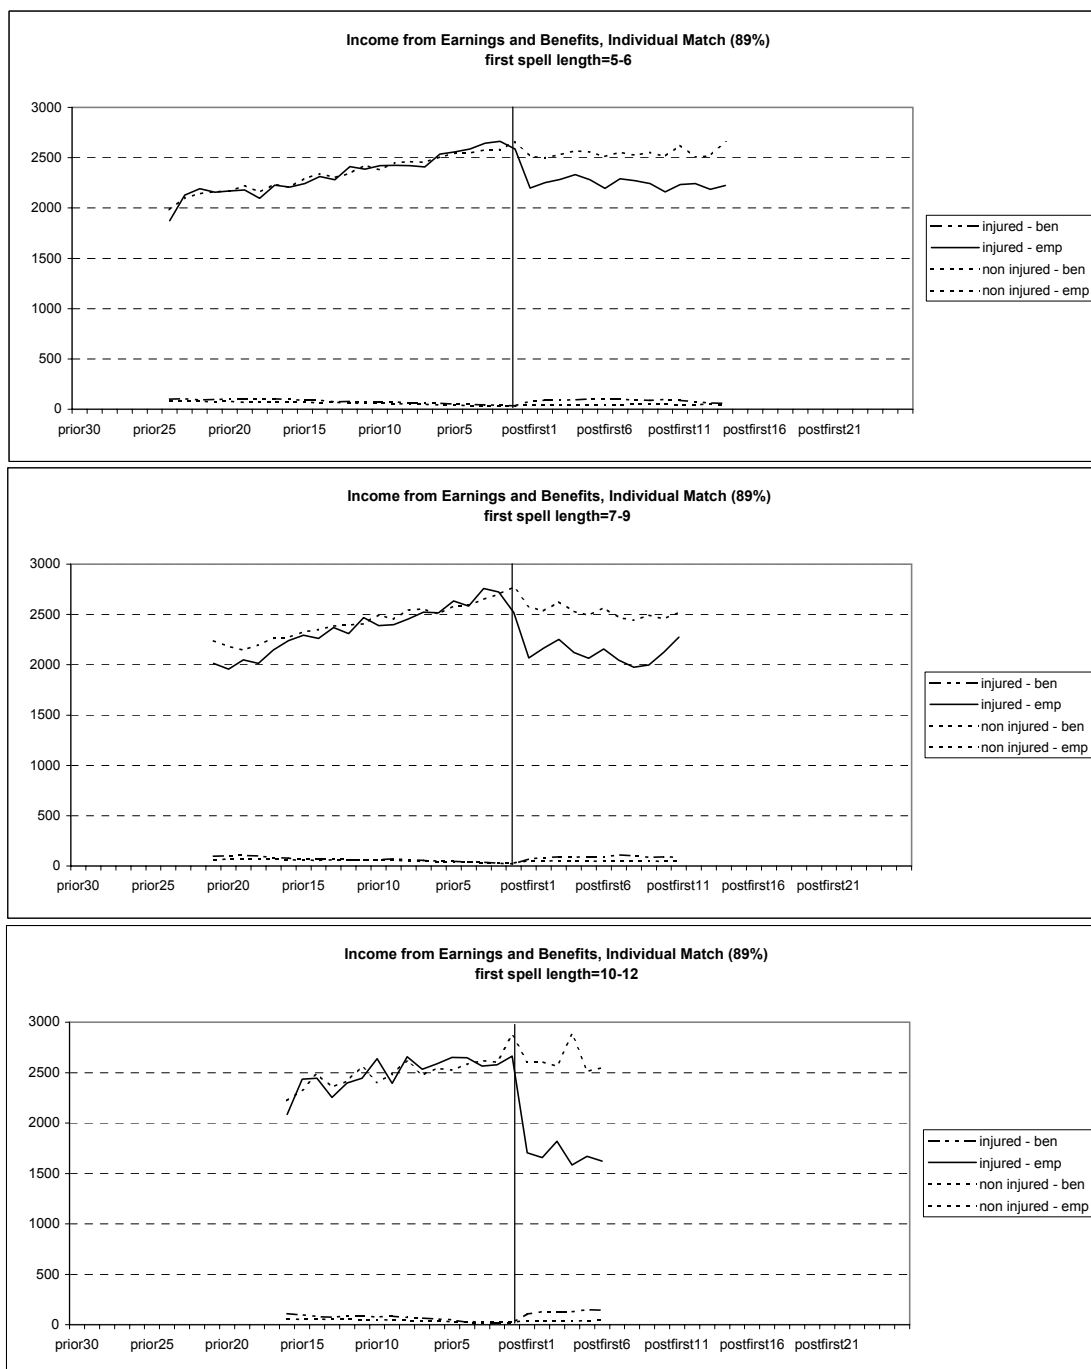 Income from Earnings and Benefits, Individual Match (89%)
first spell length=5-6
3000
2500
2000
1500
1000
500
0
prior30 prior25 prior20 prior15 prior10 prior5 postfirst1 postfirst6 postfirst11 postfirst16 postfirst21
injured - ben
injured - emp
non injured - ben
non injured - emp
Income from Earnings and Benefits, Individual Match (89%)
first spell length=7-9
3000
2500
2000
1500
1000
500
0
prior30 prior25 prior20 prior15 prior10 prior5 postfirst1 postfirst6 postfirst11 postfirst16 postfirst21
injured - ben
injured - emp
non injured - ben
non injured - emp
Income from Earnings and Benefits, Individual Match (89%)
first spell length=10-12
3000
2500
2000
1500
1000
500
0
prior30 prior25 prior20 prior15 prior10 prior5 postfirst1 postfirst6 postfirst11 postfirst16 postfirst21
injured - ben
injured - emp
non injured - ben
non injured - emp